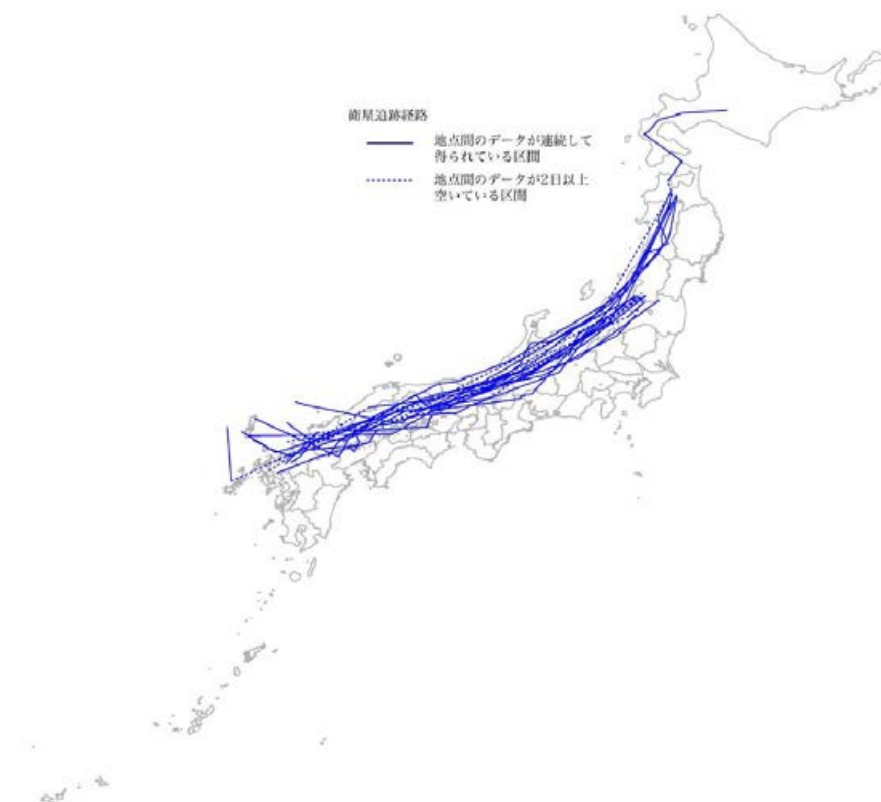 衛星追跡経路
地点間のデータが連続して
得られている区間
地点間のデータが2日以上
空いている区間